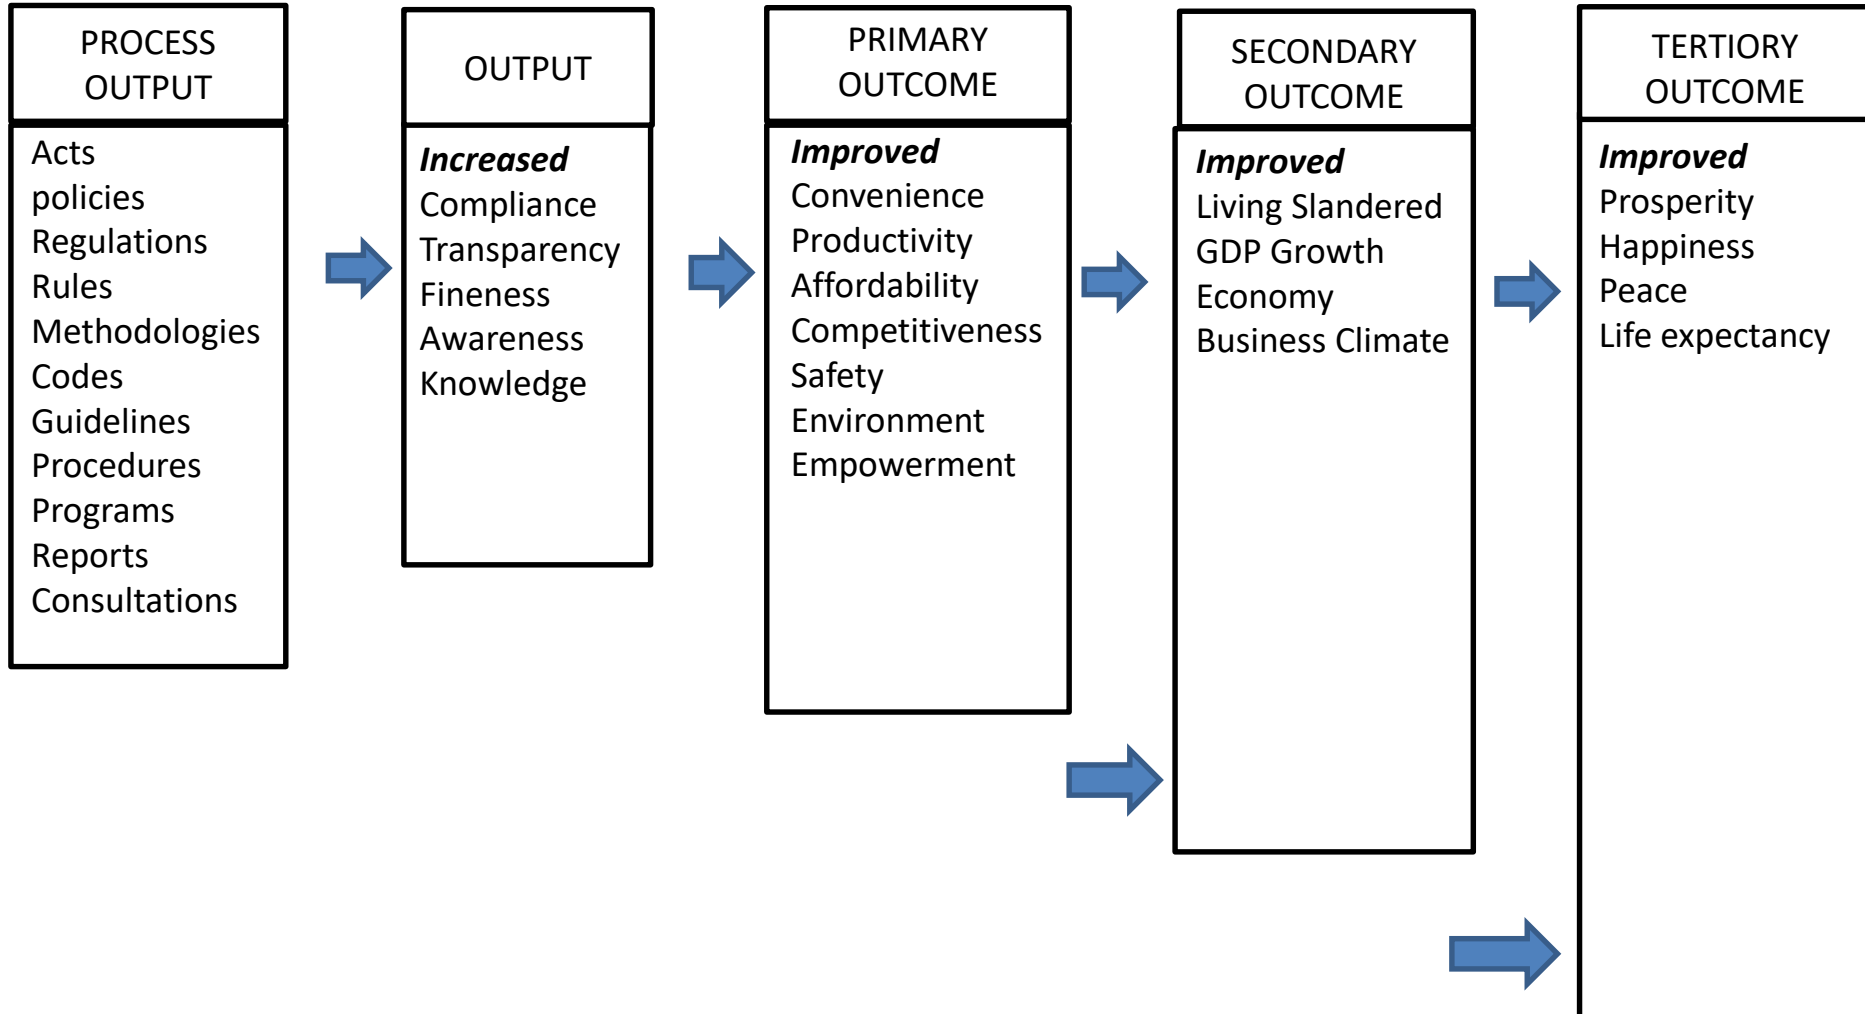 PROCESS
OUTPUT
Acts
policies
Regulations
Rules
Methodologies
Codes
Guidelines
Procedures
Programs
Reports
Consultations
OUTPUT
Increased
Compliance
Transparency
Fineness
Awareness
Knowledge
PRIMARY
OUTCOME
Improved
Convenience
Productivity
Affordability
Competitiveness
Safety
Environment
Empowerment
SECONDARY
OUTCOME
Improved
Living Slandered
GDP Growth
Economy
Business Climate
TERTIORY
OUTCOME
Improved
Prosperity
Happiness
Peace
Life expectancy